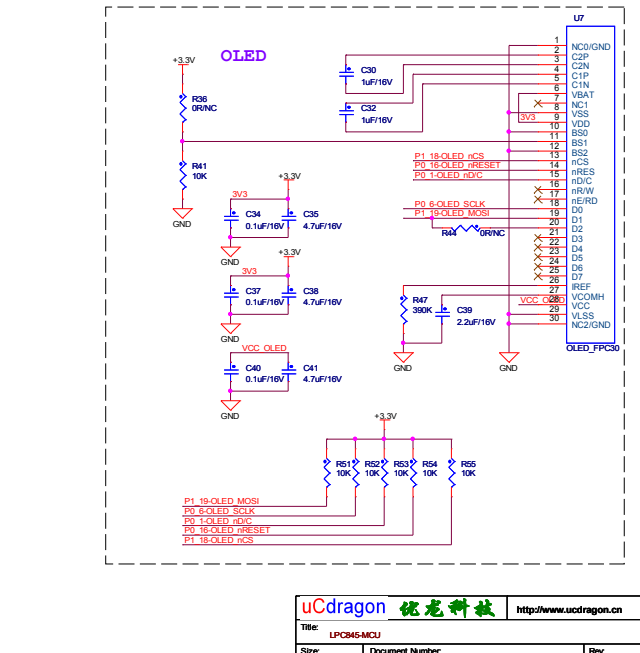 U7
OLED
+3.3V
R36
0R/NC
R41
10K
GND
C30
1uF/16V
C32
1uF/16V
1 NC0/GND
2 C2P
3 C2N
4 C1P
5 C1N
6 VBAT
7 NC1
8 VSS
3V3 9 VDD
10 BS0
11 BS1
12 BS2
P1_18-OLED_nCS 13 nCS
P0_16-OLED_nRESET 14 nRES
P0_1-OLED_nD/C 15 nD/C
16 nR/W
17 nE/RD
P0_6-OLED_SCLK 18 D0
P1_19-OLED_MOSI 19 D1
R44 0R/NC 20 D2
21 D3
22 D4
23 D5
24 D6
25 D7
26 IREF
27 VCOMH
VCC_OLED 28 VCC
29 VLSS
30 NC2/GND
OLED_FPC30
+3.3V
3V3
C34 C35
0.1uF/16V 4.7uF/16V
GND
+3.3V
3V3
C37 C38
0.1uF/16V 4.7uF/16V
GND
VCC_OLED
C40 C41
0.1uF/16V 4.7uF/16V
GND
R47
390K
C39
2.2uF/16V
GND
GND
+3.3V
R51 R52 R53 R54 R55
10K 10K 10K 10K 10K
P1_19-OLED_MOSI
P0_6-OLED_SCLK
P0_1-OLED_nD/C
P0_16-OLED_nRESET
P1_18-OLED_nCS
uCdragon 优龙科技 http://www.ucdragon.cn
Title:
LPC845-MCU
Size: Document Number: Rev